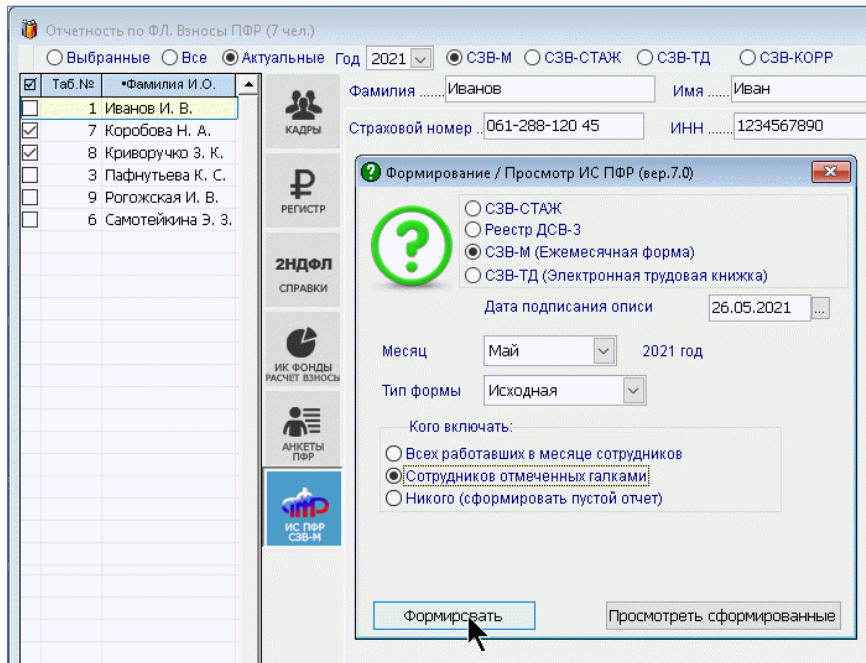 Отчетность по ФЛ. Взносы ПФР (7 чел.)
Выбранные Все Актуальные Год 2021 СЗВ-М СЗВ-СТАЖ СЗВ-ТД СЗВ-КОРР
Таб.№ •Фамилия И.О.
1 Иванов И. В.
7 Коробова Н. А.
8 Криворучко З. К.
3 Пафнутьева К. С.
9 Рогожская И. В.
6 Самотейкина Э. З.
КАДРЫ
РЕГИСТР
2НДФЛ
СПРАВКИ
ИК ФОНДЫ
РАСЧЕТ ВЗНОСЫ
АНКЕТЫ
ПФР
ИС ПФР
СЗВ-М
Фамилия ...... Иванов Имя ..... Иван
Страховой номер .. 061-288-120 45 ИНН ....... 1234567890
Формирование / Просмотр ИС ПФР (вер.7.0)
СЗВ-СТАЖ
Реестр ДСВ-3
СЗВ-М (Ежемесячная форма)
СЗВ-ТД (Электронная трудовая книжка)
Дата подписания описи 26.05.2021 ...
Месяц Май 2021 год
Тип формы Исходная
Кого включать:
Всех работавших в месяце сотрудников
Сотрудников отмеченных галками
Никого (сформировать пустой отчет)
Формировать Просмотреть сформированные